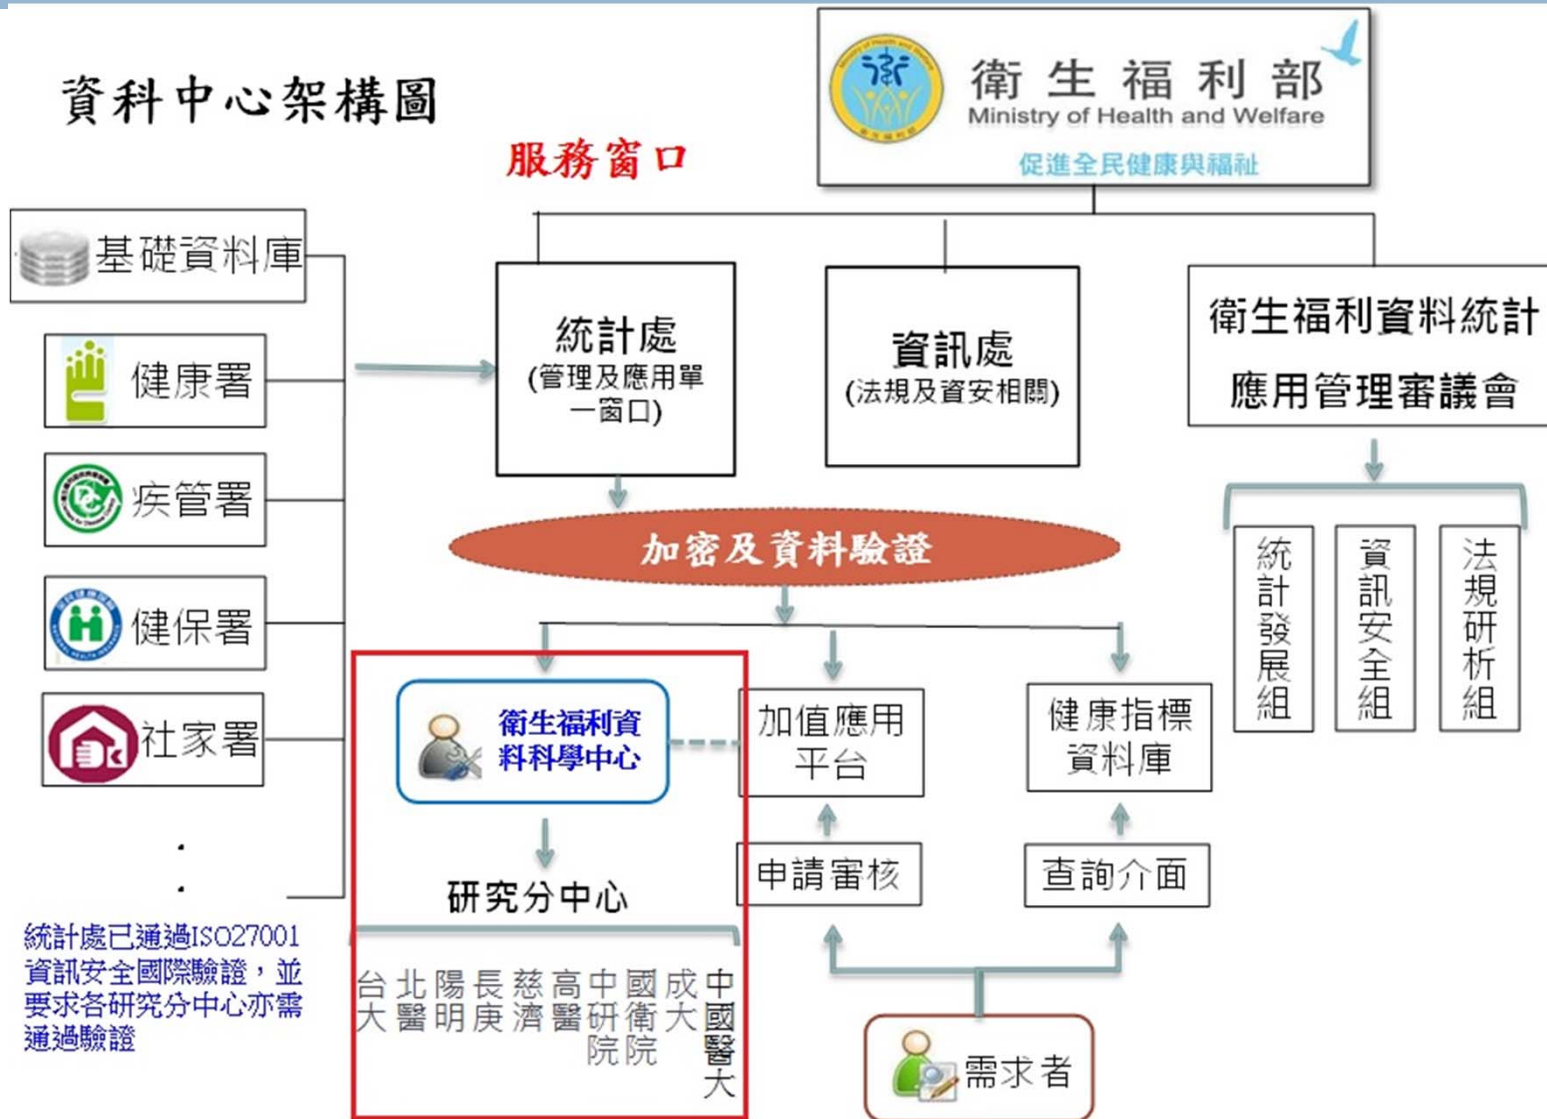 資科中心架構圖
服務窗口
衛生福利部
Ministry of Health and Welfare
促進全民健康與福祉
基礎資料庫
健康署
疾管署
健保署
社家署
統計處
(管理及應用單
一窗口)
資訊處
(法規及資安相關)
衛生福利資料統計
應用管理審議會
統計發展組
資訊安全組
法規研析組
加密及資料驗證
衛生福利資
料科學中心
加值應用
平台
健康指標
資料庫
申請審核
查詢介面
研究分中心
台大
北醫
陽明
長庚
慈濟
高醫
中研院
國衛院
成大
中國醫大
需求者
統計處已通過ISO27001
資訊安全國際驗證，並
要求各研究分中心亦需
通過驗證